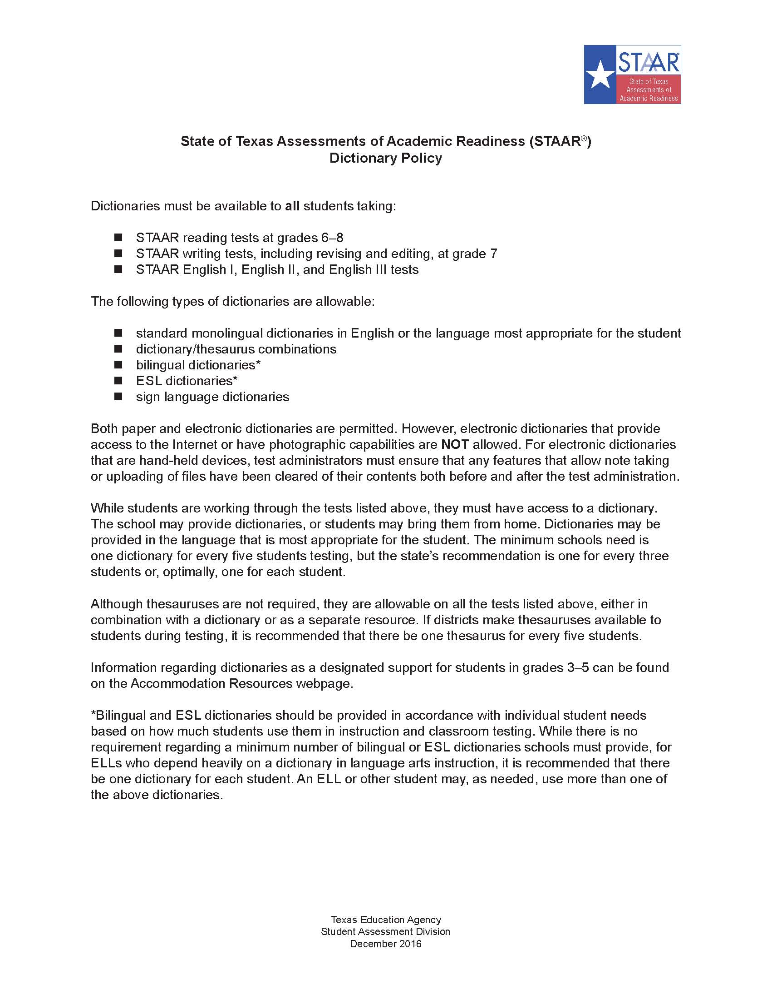 STAAR®
State of Texas
Assessments of
Academic Readiness
State of Texas Assessments of Academic Readiness (STAAR®)
Dictionary Policy
Dictionaries must be available to all students taking:
■ STAAR reading tests at grades 6–8
■ STAAR writing tests, including revising and editing, at grade 7
■ STAAR English I, English II, and English III tests
The following types of dictionaries are allowable:
■ standard monolingual dictionaries in English or the language most appropriate for the student
■ dictionary/thesaurus combinations
■ bilingual dictionaries*
■ ESL dictionaries*
■ sign language dictionaries
Both paper and electronic dictionaries are permitted. However, electronic dictionaries that provide
access to the Internet or have photographic capabilities are NOT allowed. For electronic dictionaries
that are hand-held devices, test administrators must ensure that any features that allow note taking
or uploading of files have been cleared of their contents both before and after the test administration.
While students are working through the tests listed above, they must have access to a dictionary.
The school may provide dictionaries, or students may bring them from home. Dictionaries may be
provided in the language that is most appropriate for the student. The minimum schools need is
one dictionary for every five students testing, but the state’s recommendation is one for every three
students or, optimally, one for each student.
Although thesauruses are not required, they are allowable on all the tests listed above, either in
combination with a dictionary or as a separate resource. If districts make thesauruses available to
students during testing, it is recommended that there be one thesaurus for every five students.
Information regarding dictionaries as a designated support for students in grades 3–5 can be found
on the Accommodation Resources webpage.
*Bilingual and ESL dictionaries should be provided in accordance with individual student needs
based on how much students use them in instruction and classroom testing. While there is no
requirement regarding a minimum number of bilingual or ESL dictionaries schools must provide, for
ELLs who depend heavily on a dictionary in language arts instruction, it is recommended that there
be one dictionary for each student. An ELL or other student may, as needed, use more than one of
the above dictionaries.
Texas Education Agency
Student Assessment Division
December 2016